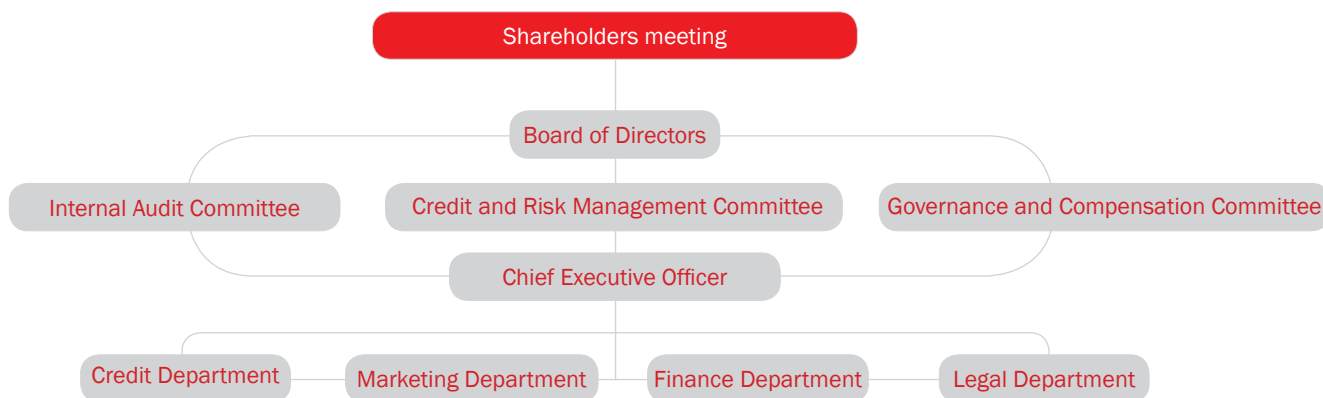 Shareholders meeting
Board of Directors
Internal Audit Committee
Credit and Risk Management Committee
Governance and Compensation Committee
Chief Executive Officer
Credit Department
Marketing Department
Finance Department
Legal Department